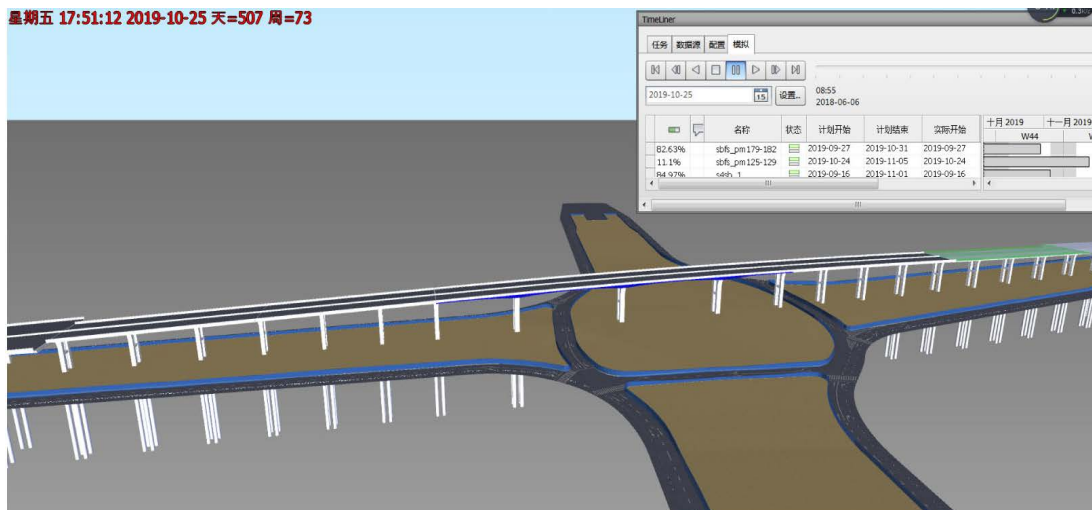 星期五 17:51:12 2019-10-25 天=507 周=73
TimeLiner
任务 数据源 配置 模拟
2019-10-25 15 设置... 08:55
2018-06-06
名称 状态 计划开始 计划结束 实际开始 十月 2019 十一月 2019
W44
82.63% sbfs_pm179-182 2019-09-27 2019-10-31 2019-09-27
11.1% sbfs_pm125-129 2019-10-24 2019-11-05 2019-10-24
84.97% s4sb_1 2019-09-16 2019-11-01 2019-09-16